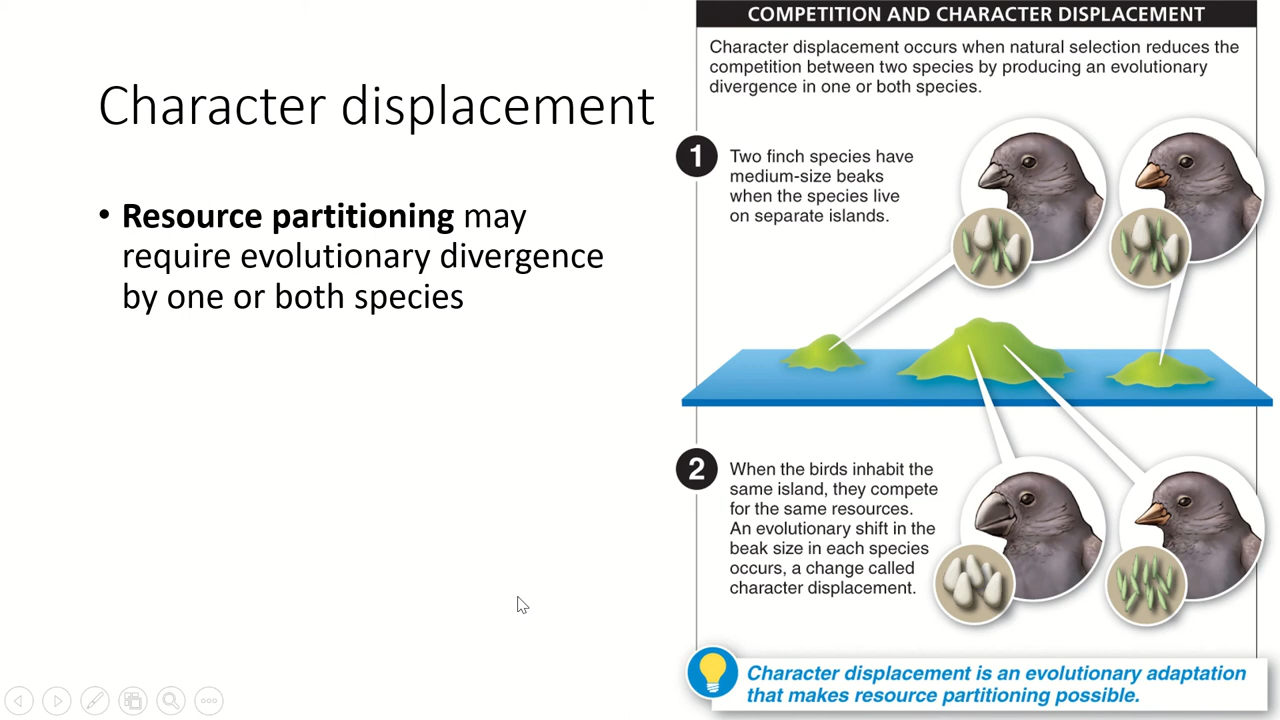 Character displacement
• Resource partitioning may
require evolutionary divergence
by one or both species
COMPETITION AND CHARACTER DISPLACEMENT
Character displacement occurs when natural selection reduces the
competition between two species by producing an evolutionary
divergence in one or both species.
1
Two finch species have
medium-size beaks
when the species live
on separate islands.
2
When the birds inhabit the
same island, they compete
for the same resources.
An evolutionary shift in the
beak size in each species
occurs, a change called
character displacement.
Character displacement is an evolutionary adaptation
that makes resource partitioning possible.